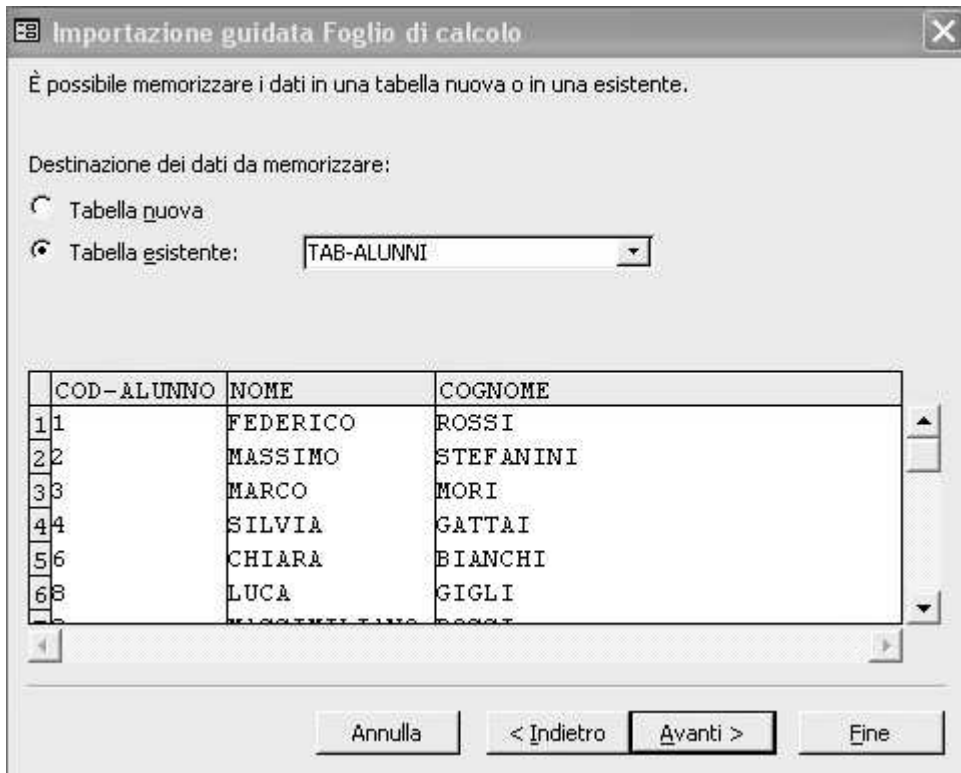 Importazione guidata Foglio di calcolo
È possibile memorizzare i dati in una tabella nuova o in una esistente.
Destinazione dei dati da memorizzare:
Tabella nuova
Tabella esistente: TAB-ALUNNI
COD-ALUNNO NOME COGNOME
1 1 FEDERICO ROSSI
2 2 MASSIMO STEFANINI
3 3 MARCO MORI
4 4 SILVIA GATTAI
5 6 CHIARA BIANCHI
6 8 LUCA GIGLI
MASSIMILIANO ROSSI
Annulla < Indietro Avanti > Fine